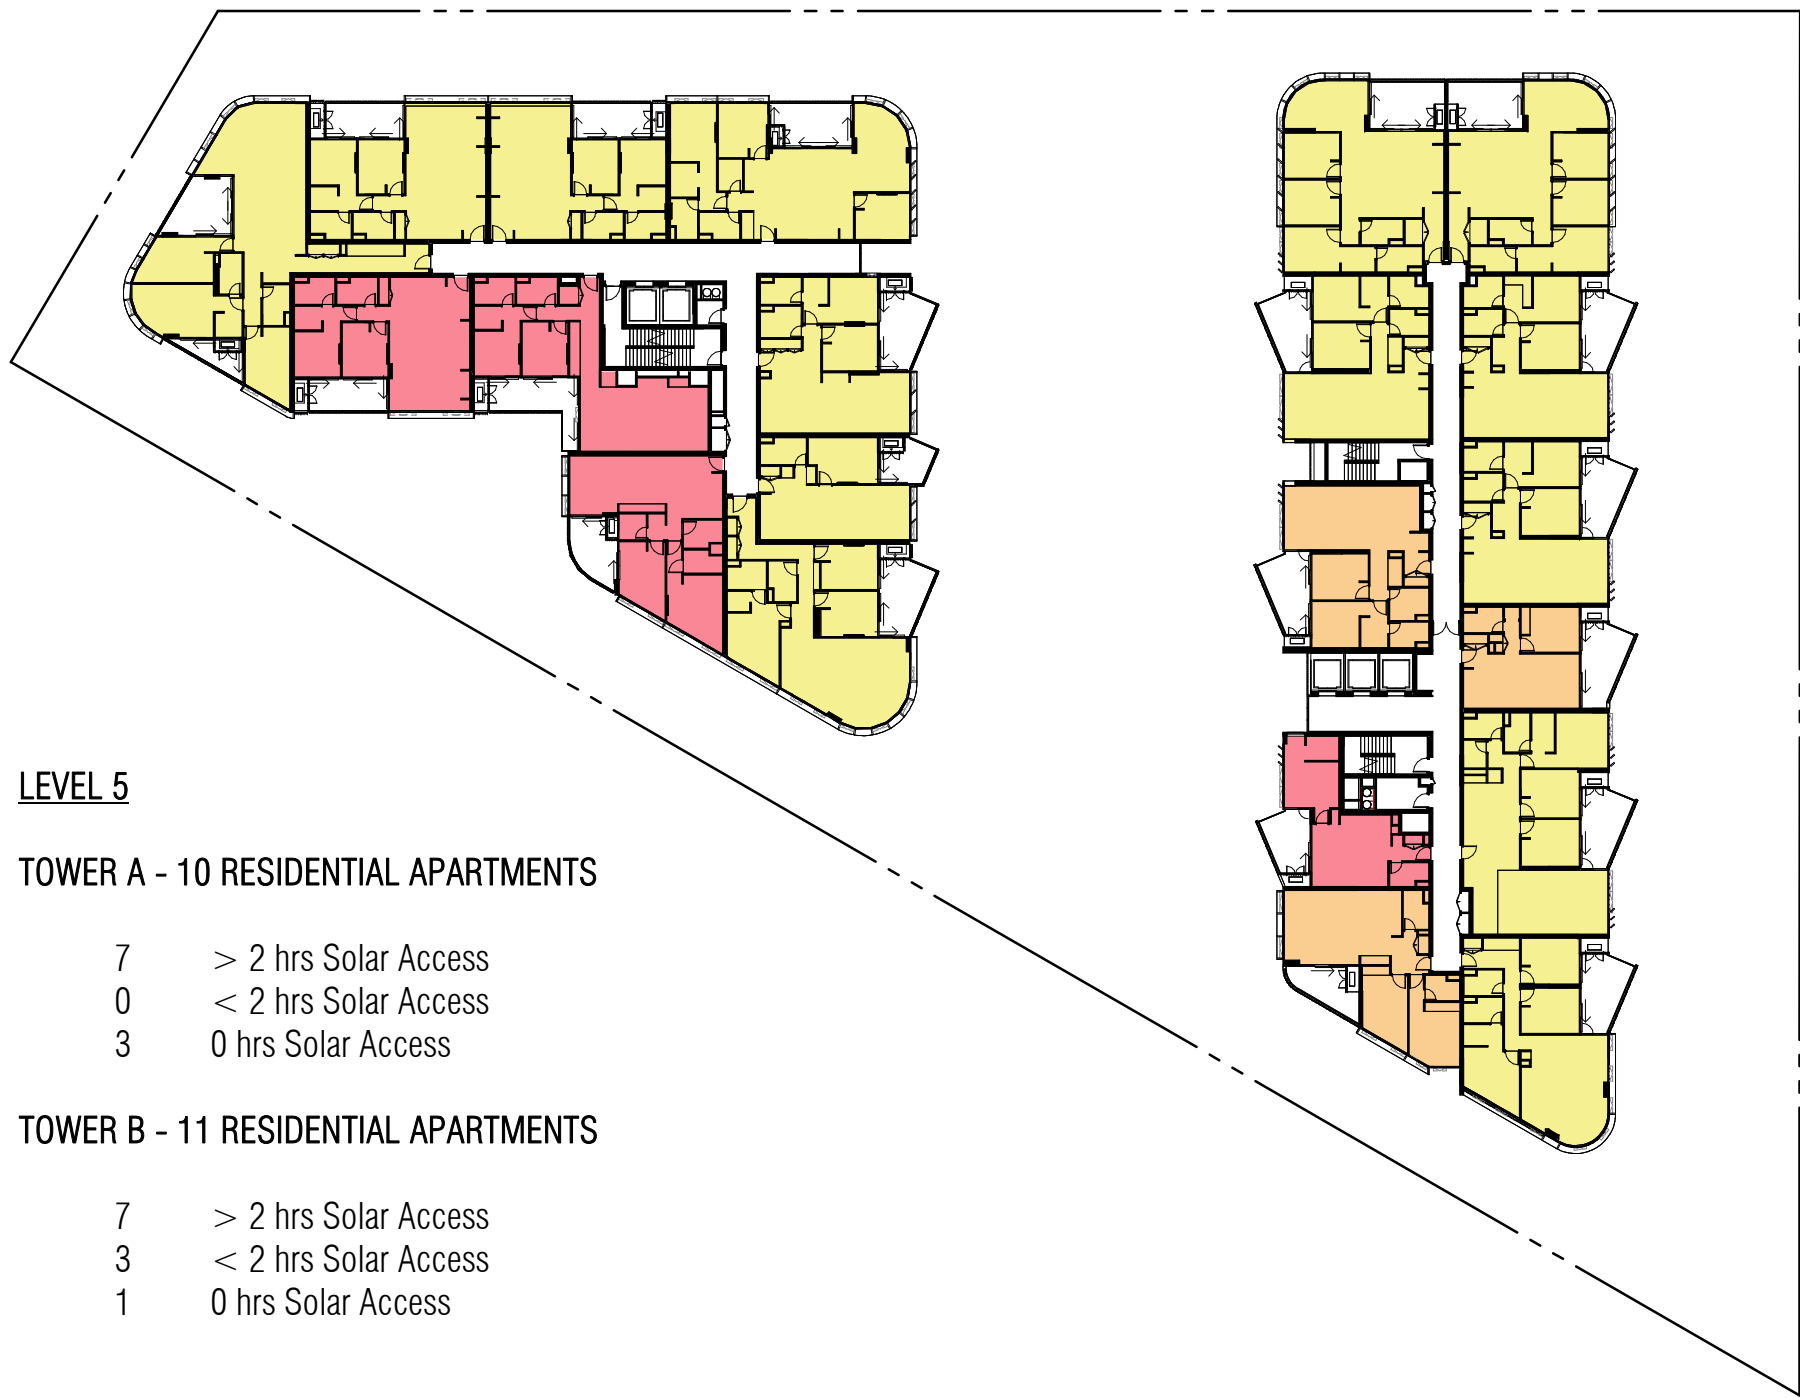 LEVEL 5
TOWER A - 10 RESIDENTIAL APARTMENTS
7 > 2 hrs Solar Access
0 < 2 hrs Solar Access
3 0 hrs Solar Access
TOWER B - 11 RESIDENTIAL APARTMENTS
7 > 2 hrs Solar Access
3 < 2 hrs Solar Access
1 0 hrs Solar Access